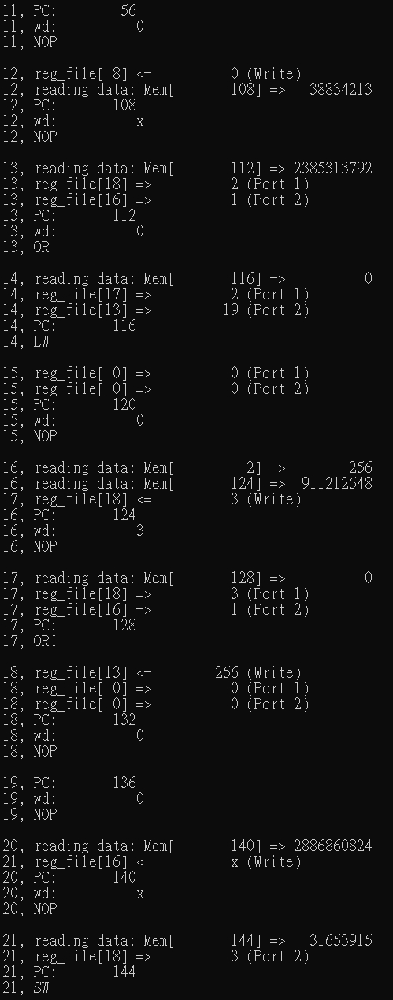 11, PC:         56
11, wd:          0
11, NOP

12, reg_file[ 8] <=          0 (Write)
12, reading data: Mem[       108] =>   38834213
12, PC:        108
12, wd:          x
12, NOP

13, reading data: Mem[       112] => 2385313792
13, reg_file[18] =>          2 (Port 1)
13, reg_file[16] =>          1 (Port 2)
13, PC:        112
13, wd:          0
13, OR

14, reading data: Mem[       116] =>          0
14, reg_file[17] =>          2 (Port 1)
14, reg_file[13] =>         19 (Port 2)
14, PC:        116
14, LW

15, reg_file[ 0] =>          0 (Port 1)
15, reg_file[ 0] =>          0 (Port 2)
15, PC:        120
15, wd:          0
15, NOP

16, reading data: Mem[         2] =>        256
16, reading data: Mem[       124] =>  911212548
17, reg_file[18] <=          3 (Write)
16, PC:        124
16, wd:          3
16, NOP

17, reading data: Mem[       128] =>          0
17, reg_file[18] =>          3 (Port 1)
17, reg_file[16] =>          1 (Port 2)
17, PC:        128
17, ORI

18, reg_file[13] <=        256 (Write)
18, reg_file[ 0] =>          0 (Port 1)
18, reg_file[ 0] =>          0 (Port 2)
18, PC:        132
18, wd:          0
18, NOP

19, PC:        136
19, wd:          0
19, NOP

20, reading data: Mem[       140] => 2886860824
21, reg_file[16] <=          x (Write)
20, PC:        140
20, wd:          x
20, NOP

21, reading data: Mem[       144] =>   31653915
21, reg_file[18] =>          3 (Port 2)
21, PC:        144
21, SW